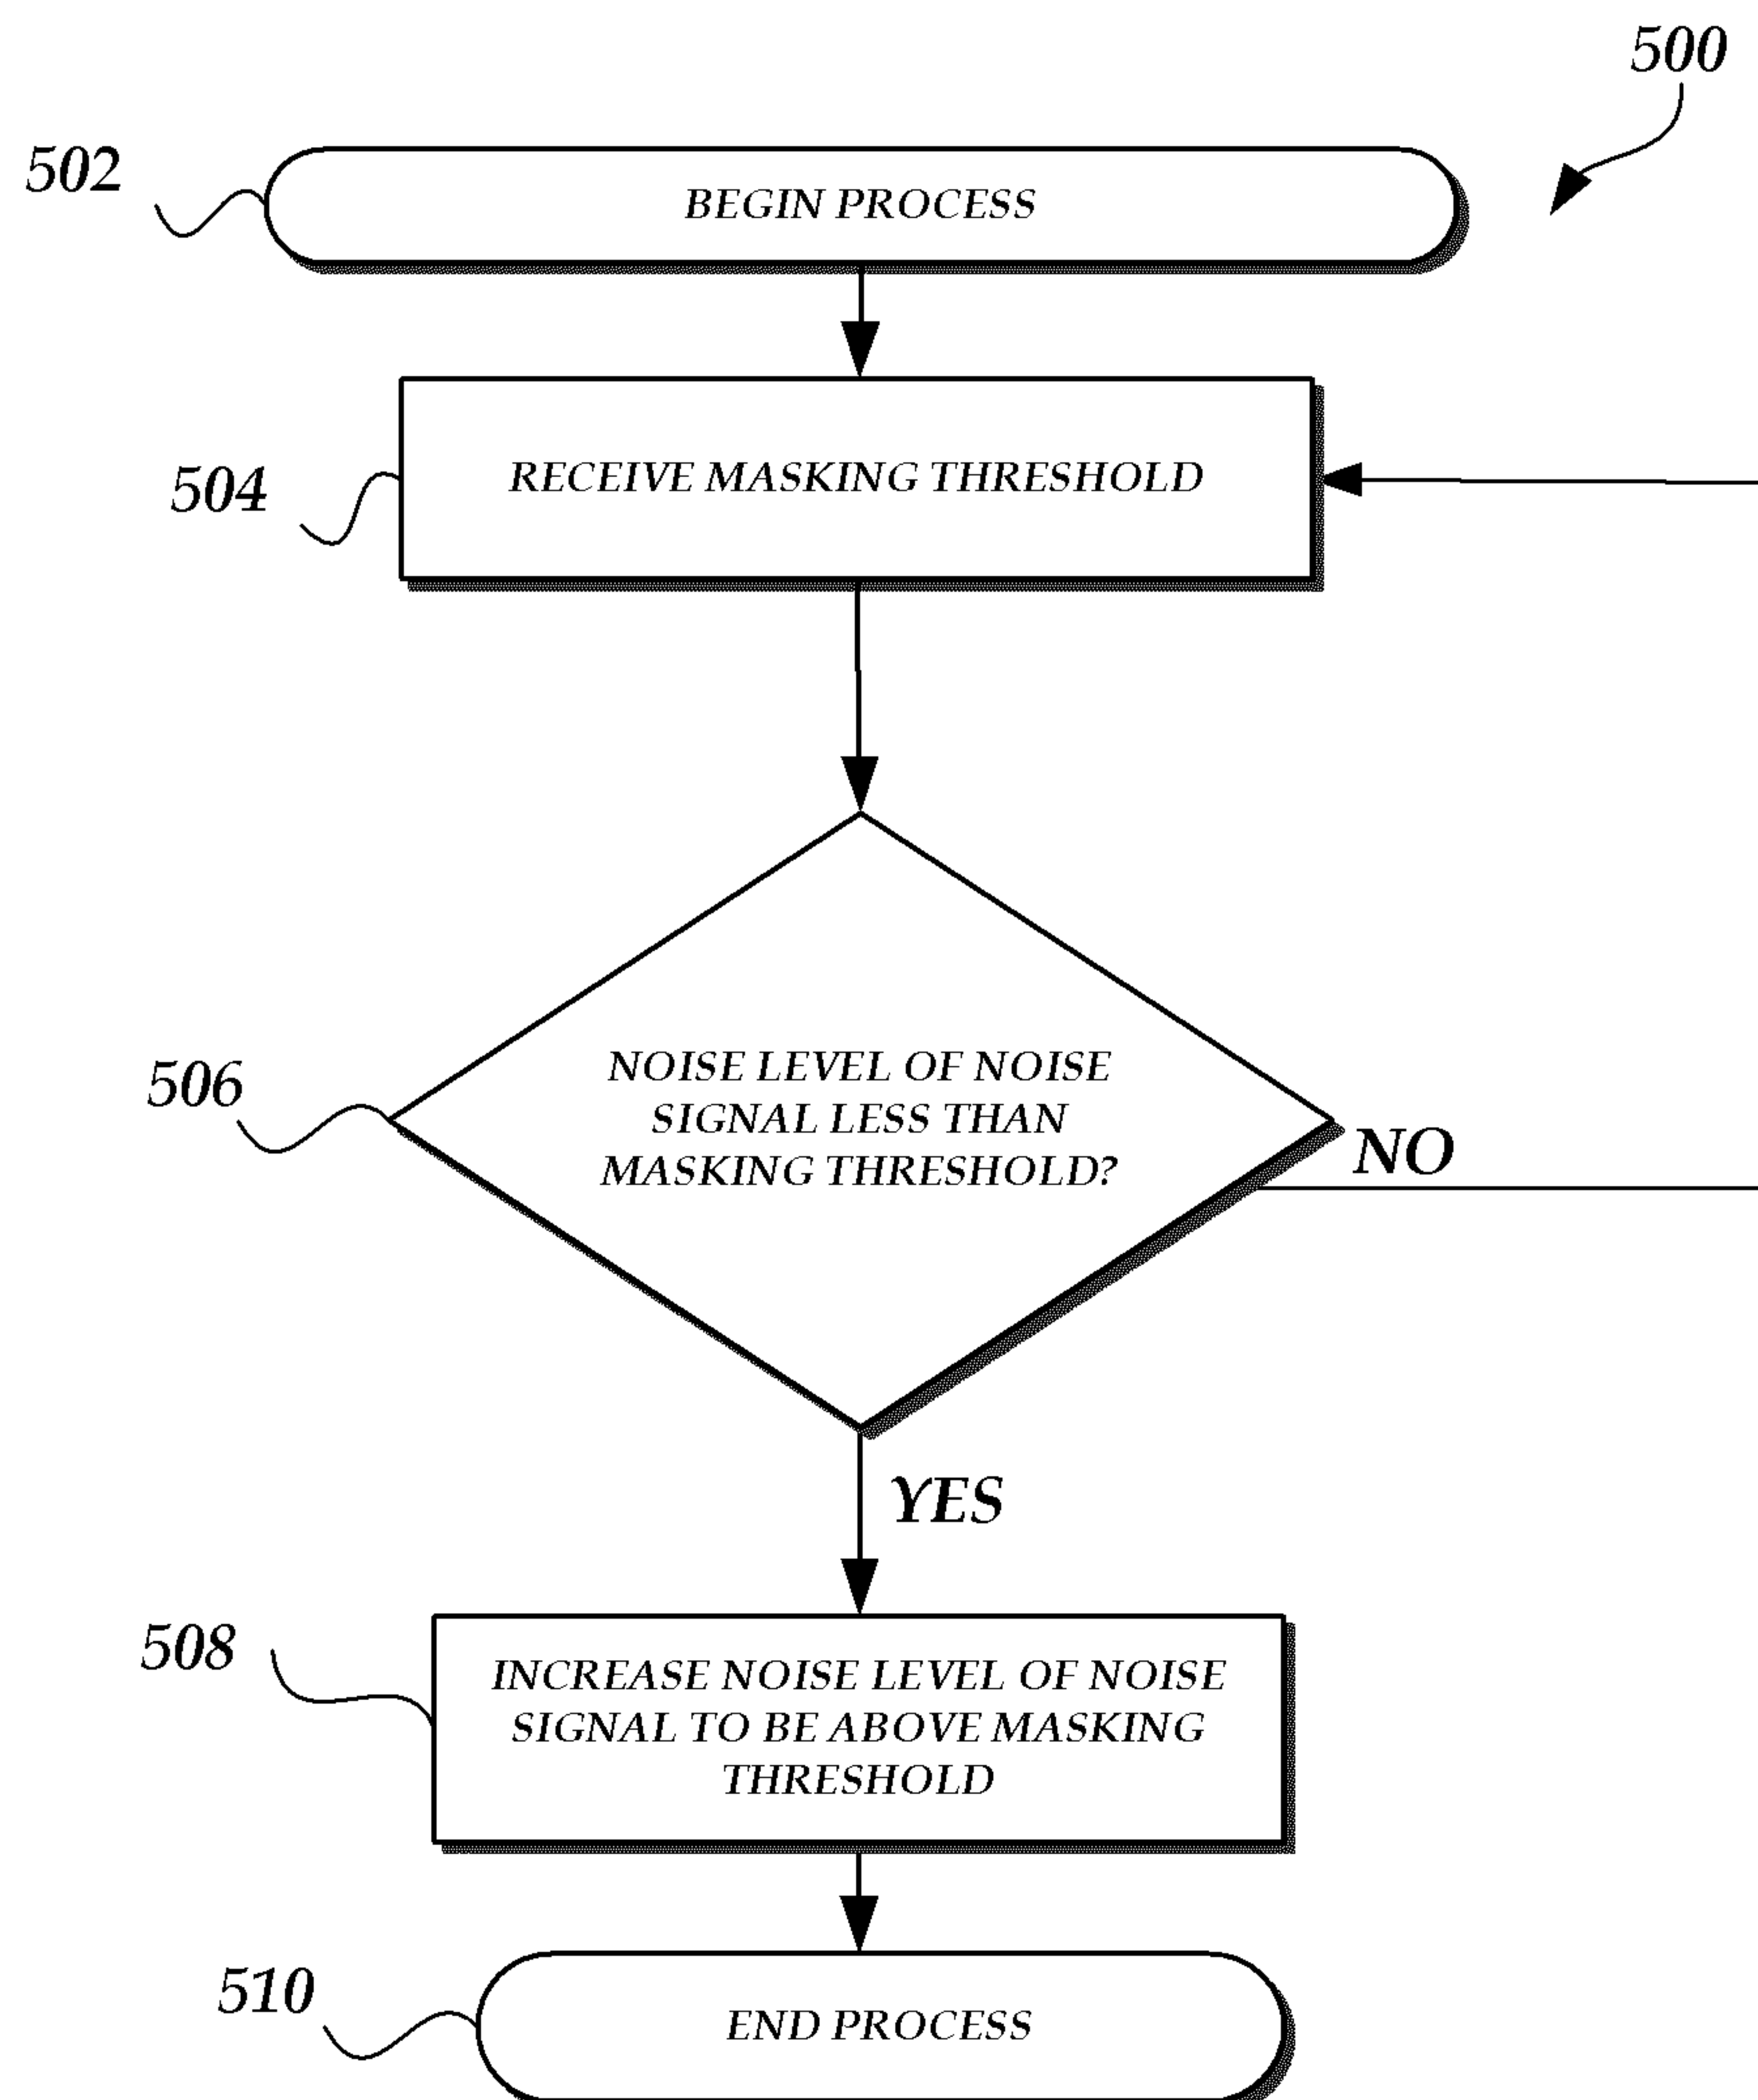 500
502
BEGIN PROCESS
504
RECEIVE MASKING THRESHOLD
506
NOISE LEVEL OF NOISE
SIGNAL LESS THAN
MASKING THRESHOLD?
NO
YES
508
INCREASE NOISE LEVEL OF NOISE
SIGNAL TO BE ABOVE MASKING
THRESHOLD
510
END PROCESS